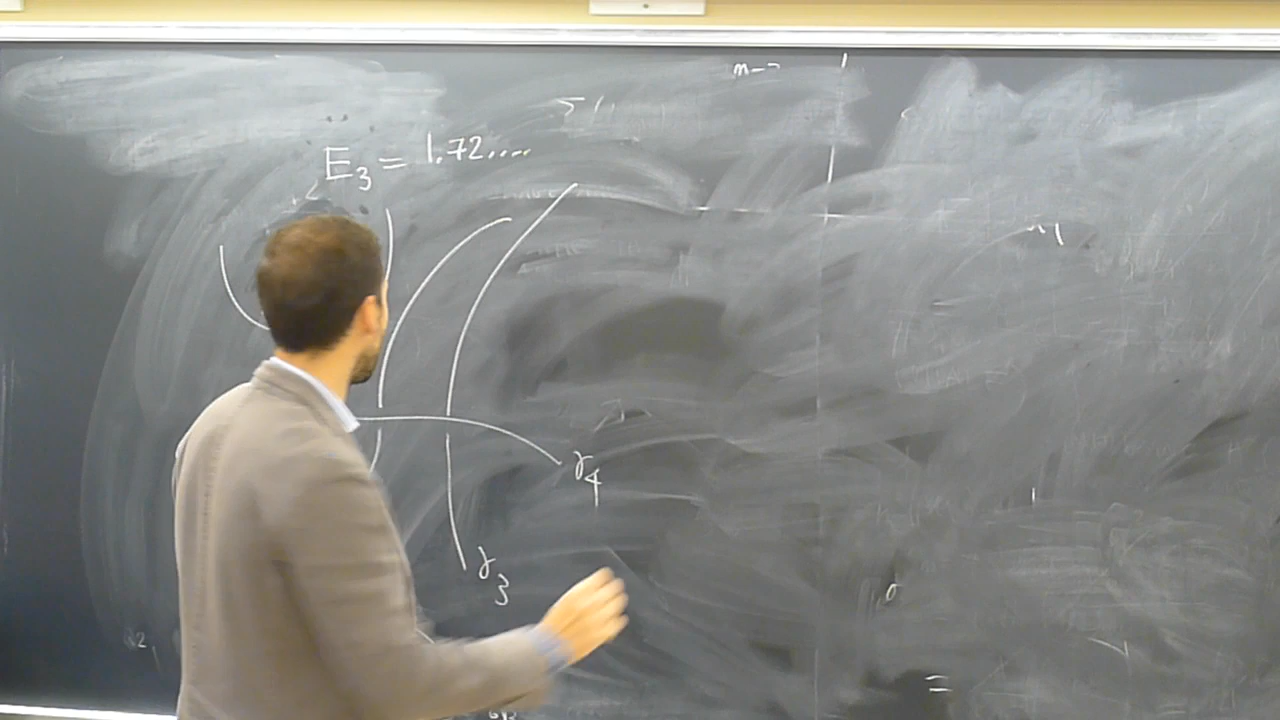 n→
E₃ = 1.72....
γ₄
γ₃
=